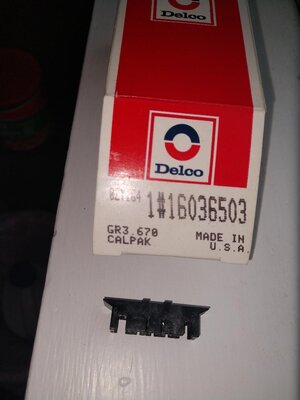 Delco
Delco
1#16036503
GR3.670 MADE IN
CALPAK U.S.A.